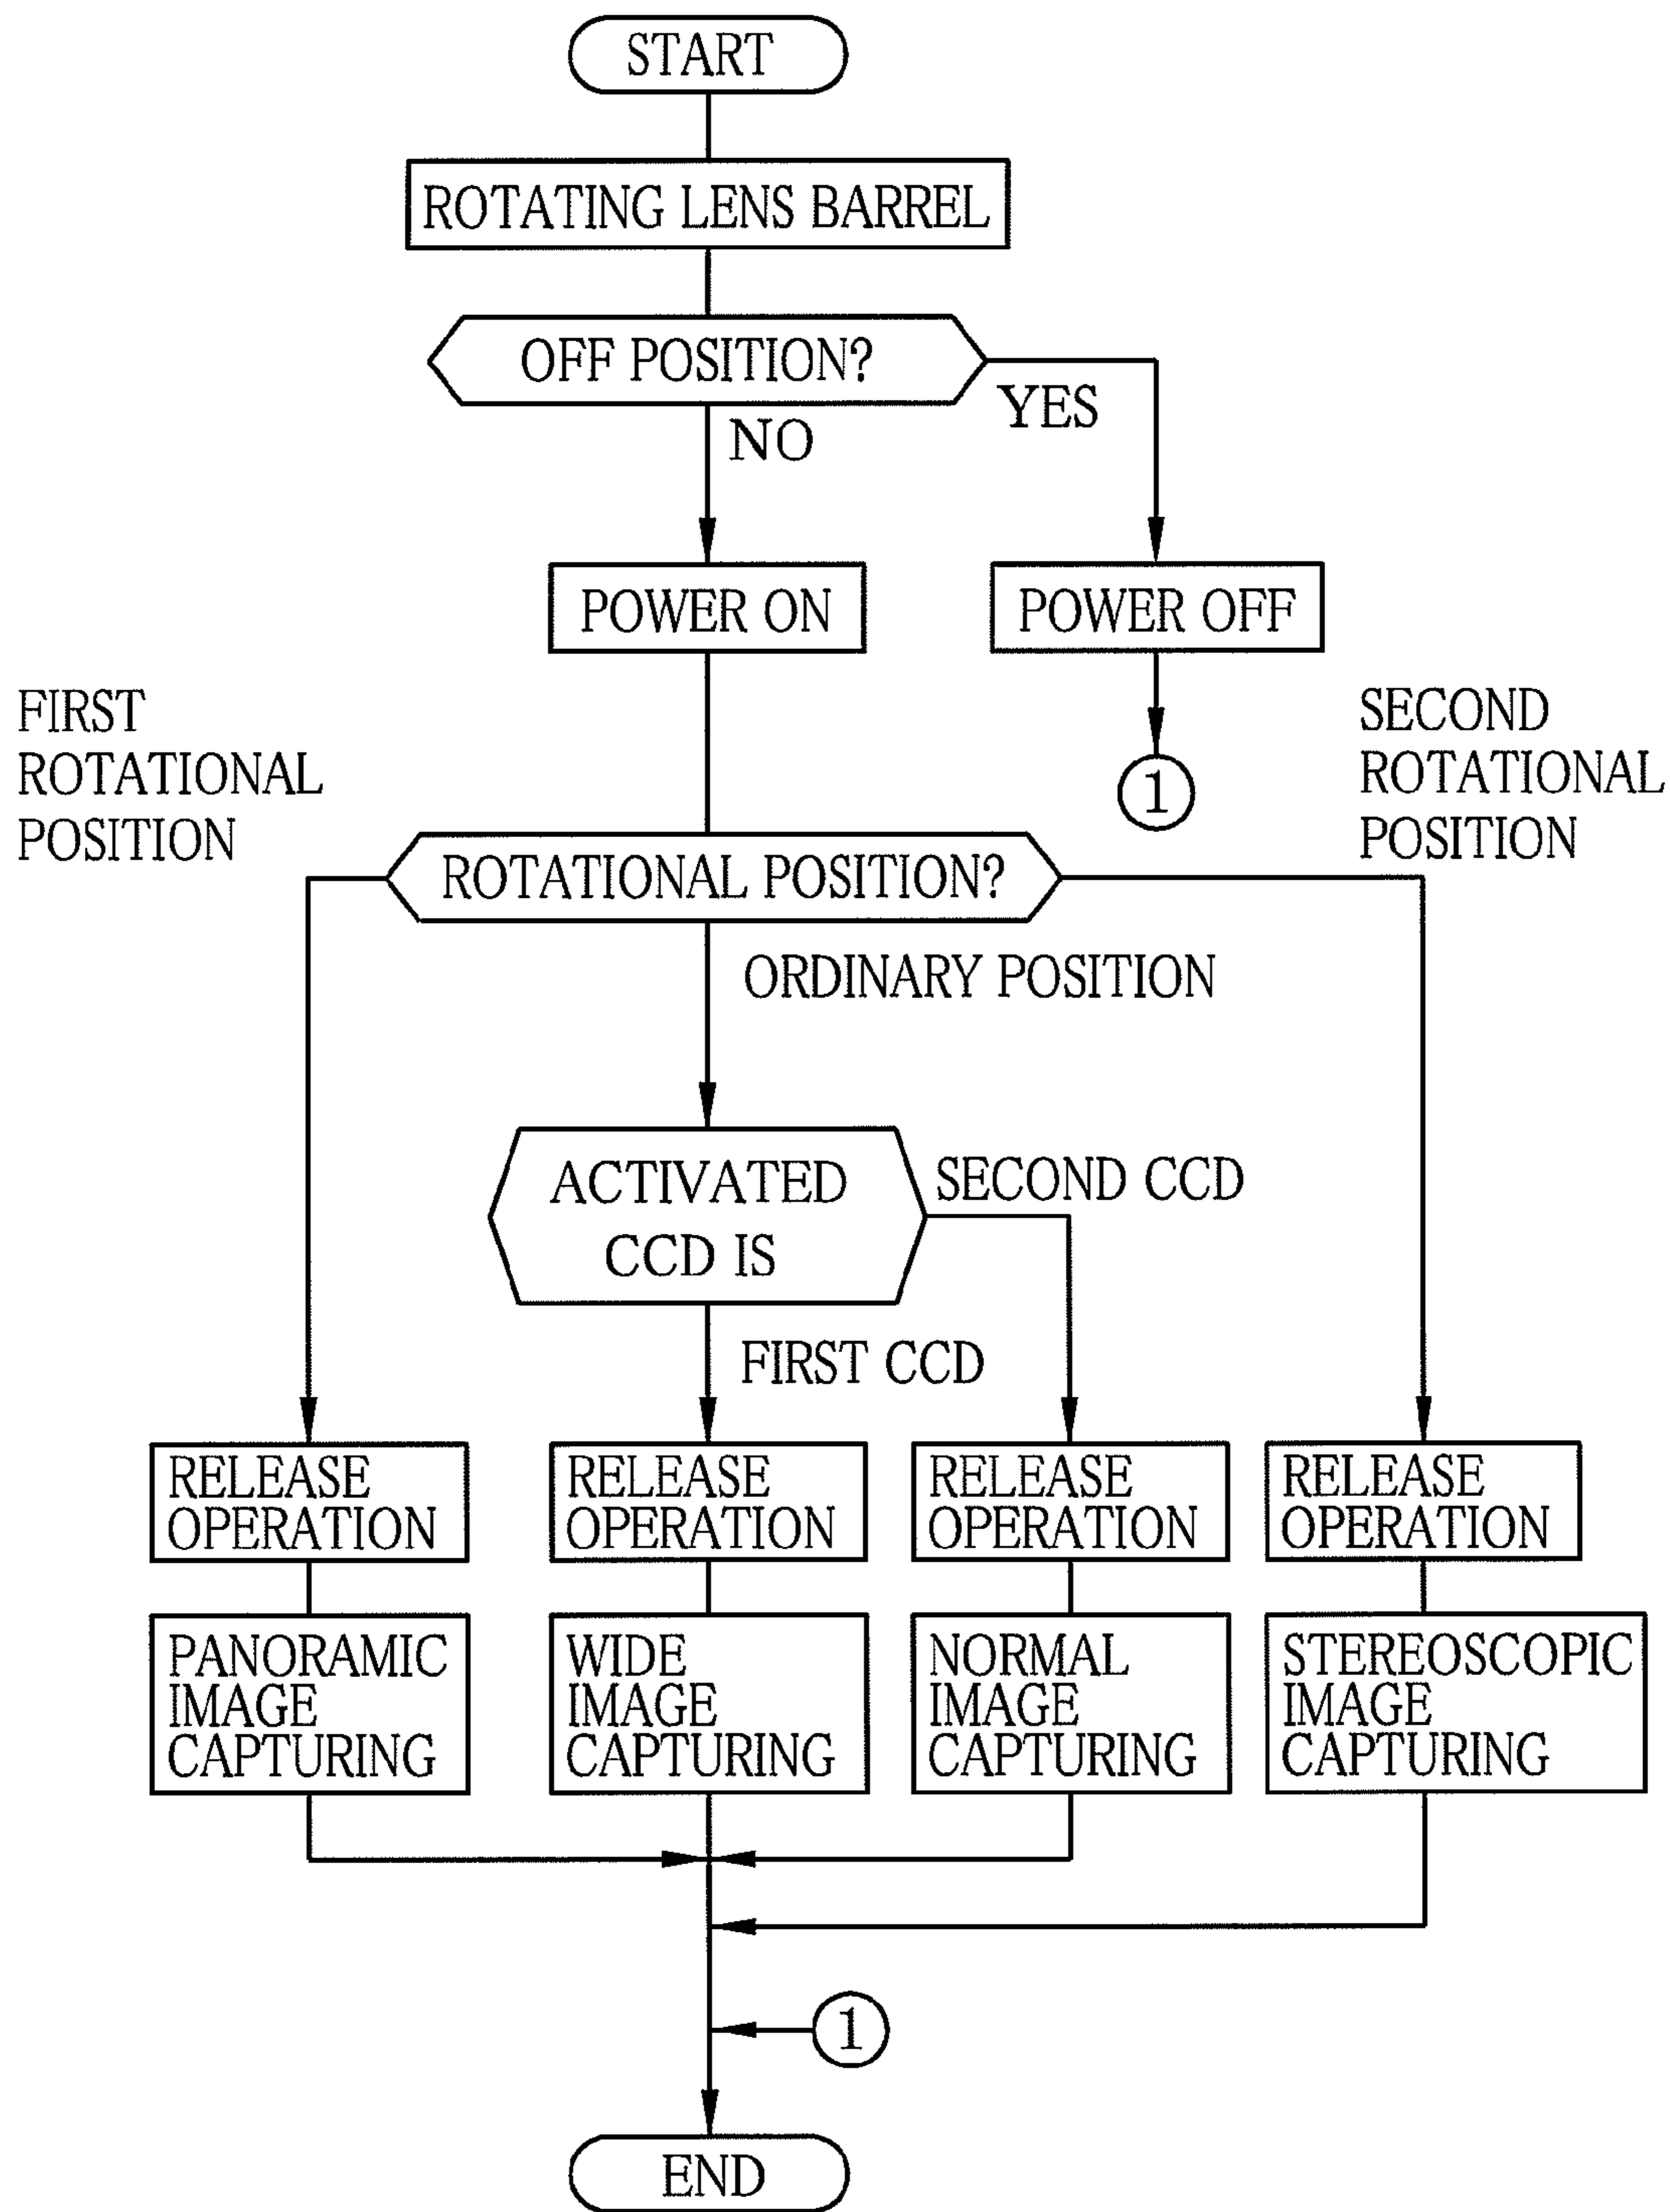 START
ROTATING LENS BARREL
OFF POSITION?
YES
NO
POWER ON
POWER OFF
FIRST
ROTATIONAL
POSITION
SECOND
ROTATIONAL
POSITION
1
ROTATIONAL POSITION?
ORDINARY POSITION
ACTIVATED
CCD IS
SECOND CCD
FIRST CCD
RELEASE
OPERATION
RELEASE
OPERATION
RELEASE
OPERATION
RELEASE
OPERATION
PANORAMIC
IMAGE
CAPTURING
WIDE
IMAGE
CAPTURING
NORMAL
IMAGE
CAPTURING
STEREOSCOPIC
IMAGE
CAPTURING
1
END